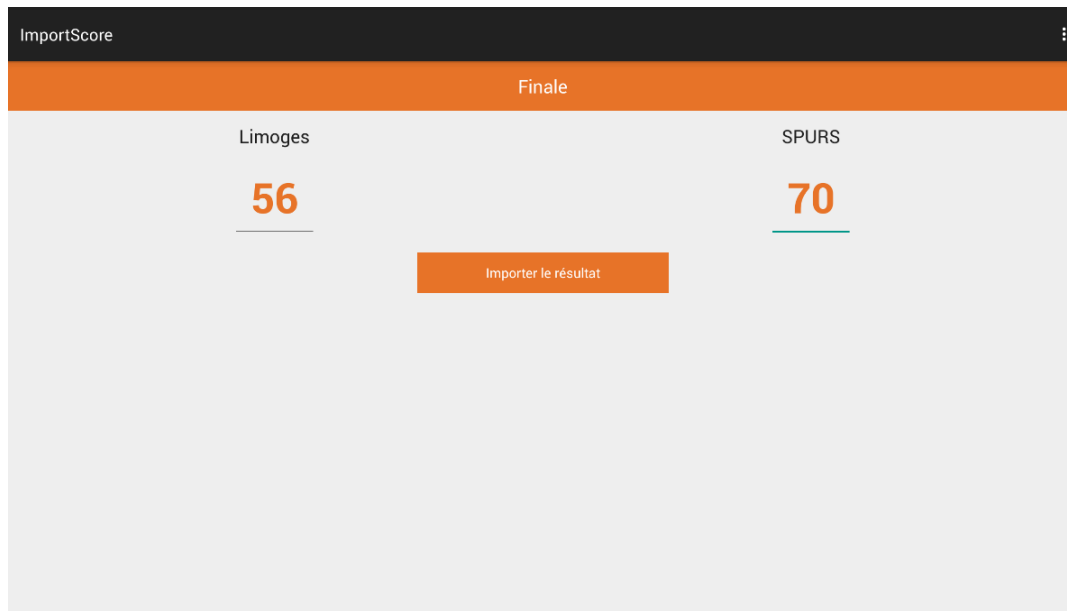 ImportScore
Finale
Limoges
SPURS
56
70
Importer le résultat